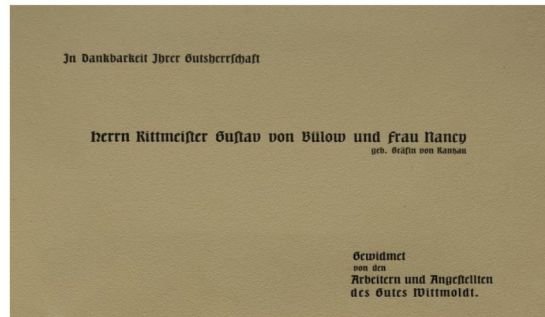 In Dankbarkeit Ihrer Gutsherrſchaft
Herrn Rittmeiſter Guſtav von Bülow und Frau Nancy
geb. Gräfin von Ranzau
Gewidmet
von den
Arbeitern und Angeſtellten
des Gutes Wittmoldt.